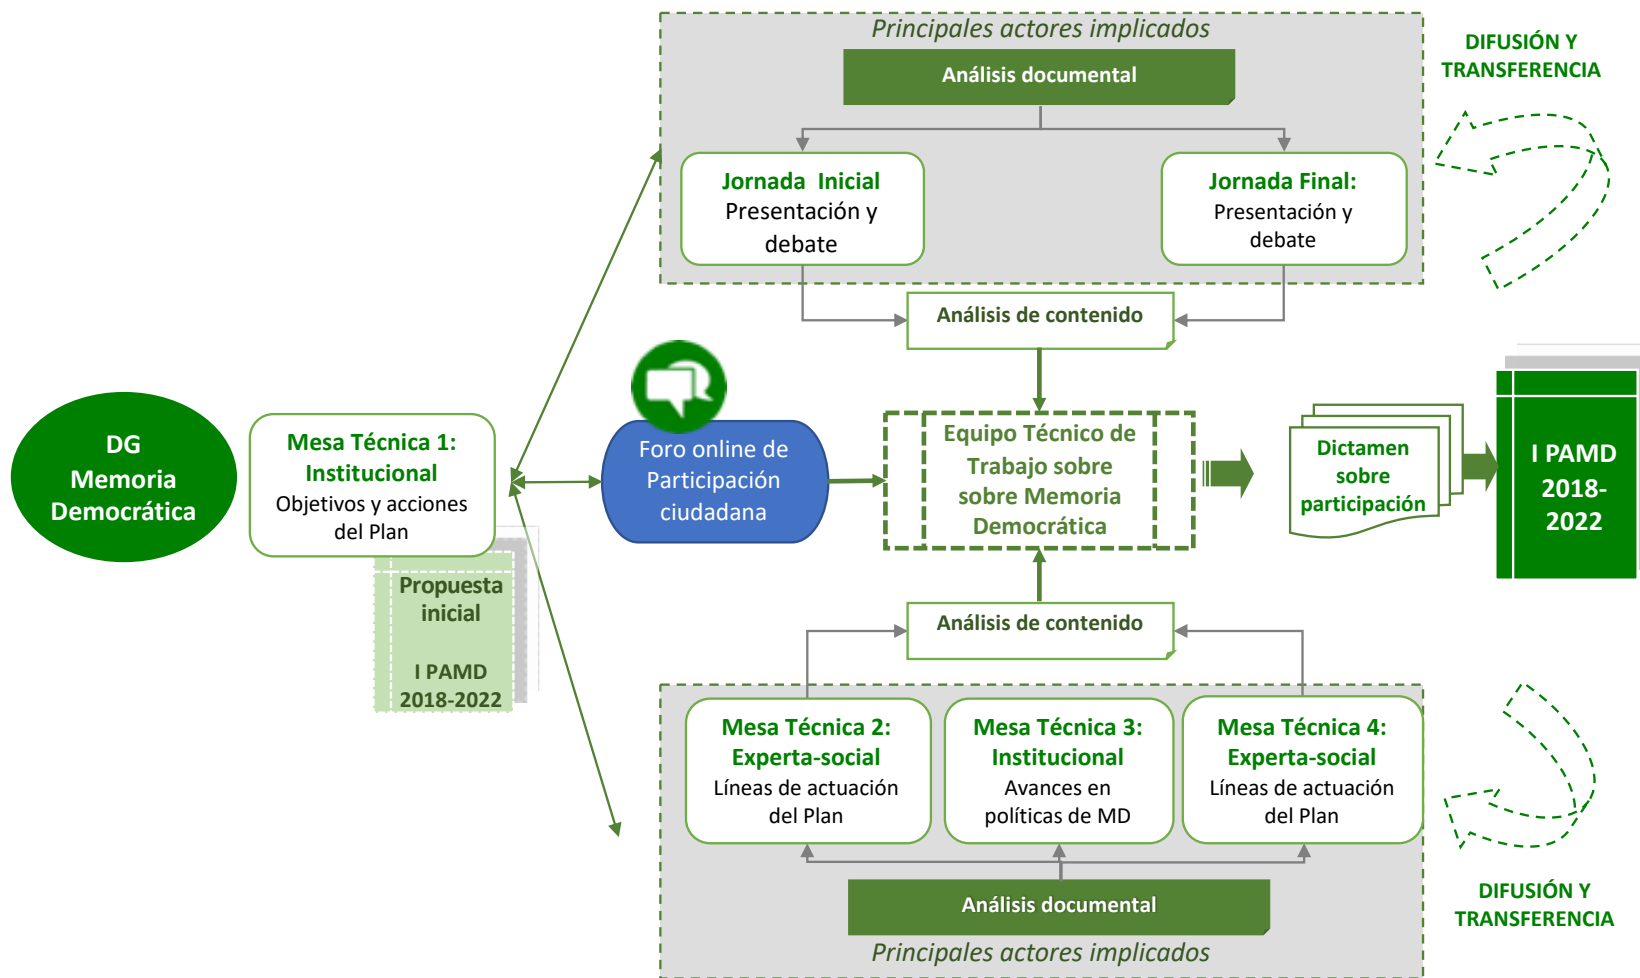 Principales actores implicados
Análisis documental
DIFUSIÓN Y
TRANSFERENCIA
Jornada Inicial
Presentación y
debate
Jornada Final:
Presentación y
debate
Análisis de contenido
DG
Memoria
Democrática
Mesa Técnica 1:
Institucional
Objetivos y acciones
del Plan
Propuesta
inicial
I PAMD
2018-2022
Foro online de
Participación
ciudadana
Equipo Técnico de
Trabajo sobre
sobre Memoria
Democrática
Dictamen
sobre
participación
I PAMD
2018-
2022
Análisis de contenido
Mesa Técnica 2:
Experta-social
Líneas de actuación
del Plan
Mesa Técnica 3:
Institucional
Avances en
políticas de MD
Mesa Técnica 4:
Experta-social
Líneas de actuación
del Plan
Análisis documental
Principales actores implicados
DIFUSIÓN Y
TRANSFERENCIA